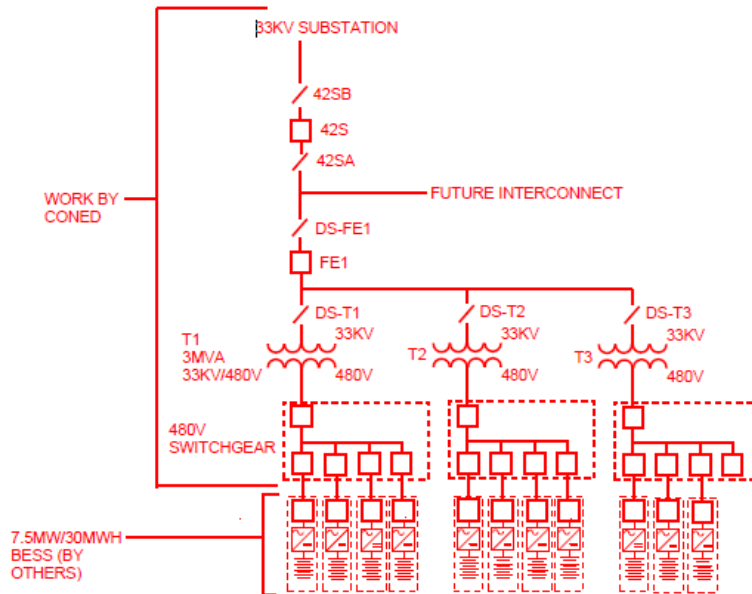 33KV SUBSTATION
42SB
42S
42SA
WORK BY
CONED
FUTURE INTERCONNECT
DS-FE1
FE1
DS-T1
DS-T2
DS-T3
T1
3MVA
33KV/480V
33KV
480V
T2
33KV
480V
T3
33KV
480V
480V
SWITCHGEAR
7.5MW/30MWH
BESS (BY
OTHERS)